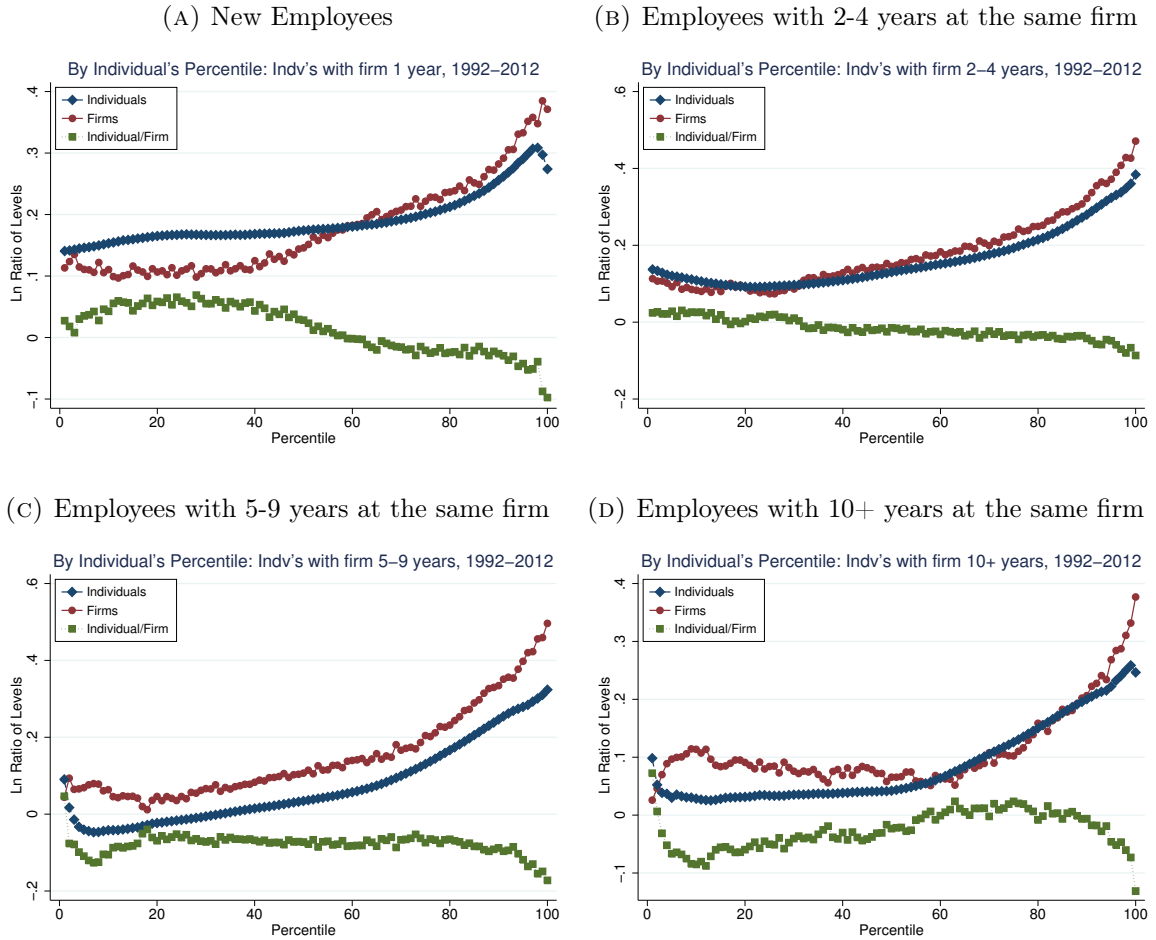 (A) New Employees
By Individual's Percentile: Indv's with firm 1 year, 1992−2012
Individuals
Firms
Individual/Firm
Ln Ratio of Levels
.4
.3
.2
.1
0
−.1
0 20 40 60 80 100
Percentile
(B) Employees with 2-4 years at the same firm
By Individual's Percentile: Indv's with firm 2−4 years, 1992−2012
Individuals
Firms
Individual/Firm
Ln Ratio of Levels
.6
.4
.2
0
−.2
0 20 40 60 80 100
Percentile
(C) Employees with 5-9 years at the same firm
By Individual's Percentile: Indv's with firm 5−9 years, 1992−2012
Individuals
Firms
Individual/Firm
Ln Ratio of Levels
.6
.4
.2
0
−.2
0 20 40 60 80 100
Percentile
(D) Employees with 10+ years at the same firm
By Individual's Percentile: Indv's with firm 10+ years, 1992−2012
Individuals
Firms
Individual/Firm
Ln Ratio of Levels
.4
.3
.2
.1
0
−.1
0 20 40 60 80 100
Percentile